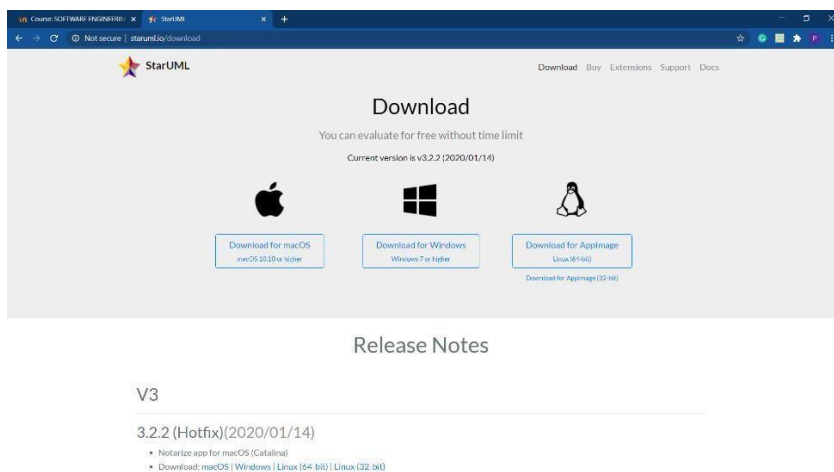 Course: SOFTWARE ENGINEERIN
StarUML
Not secure | staruml.io/download
StarUML
Download Buy Extensions Support Docs
Download
You can evaluate for free without time limit
Current version is v3.2.2 (2020/01/14)
Download for macOS
macOS 10.10 or higher
Download for Windows
Windows 7 or higher
Download for AppImage
Linux (64-bit)
Download for AppImage (32-bit)
Release Notes
V3
3.2.2 (Hotfix)(2020/01/14)
Notarize app for macOS (Catalina)
Download: macOS | Windows | Linux (64-bit) | Linux (32-bit)